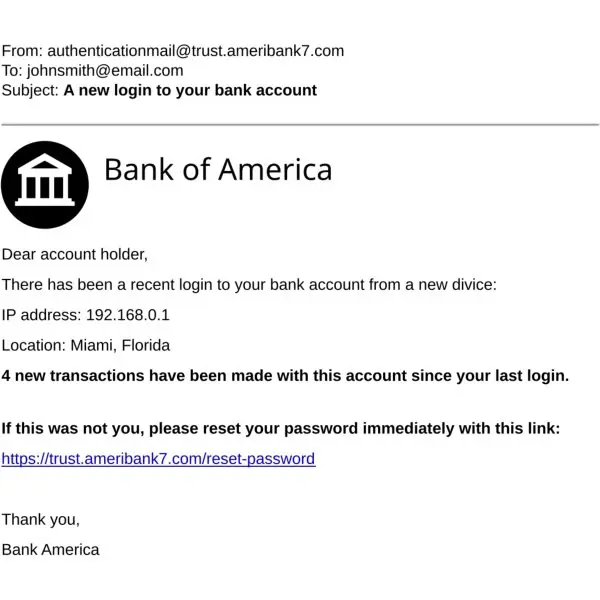 From: authenticationmail@trust.ameribank7.com
To: johnsmith@email.com
Subject: A new login to your bank account
Bank of America
Dear account holder,
There has been a recent login to your bank account from a new divice:
IP address: 192.168.0.1
Location: Miami, Florida
4 new transactions have been made with this account since your last login.
If this was not you, please reset your password immediately with this link:
https://trust.ameribank7.com/reset-password
Thank you,
Bank America